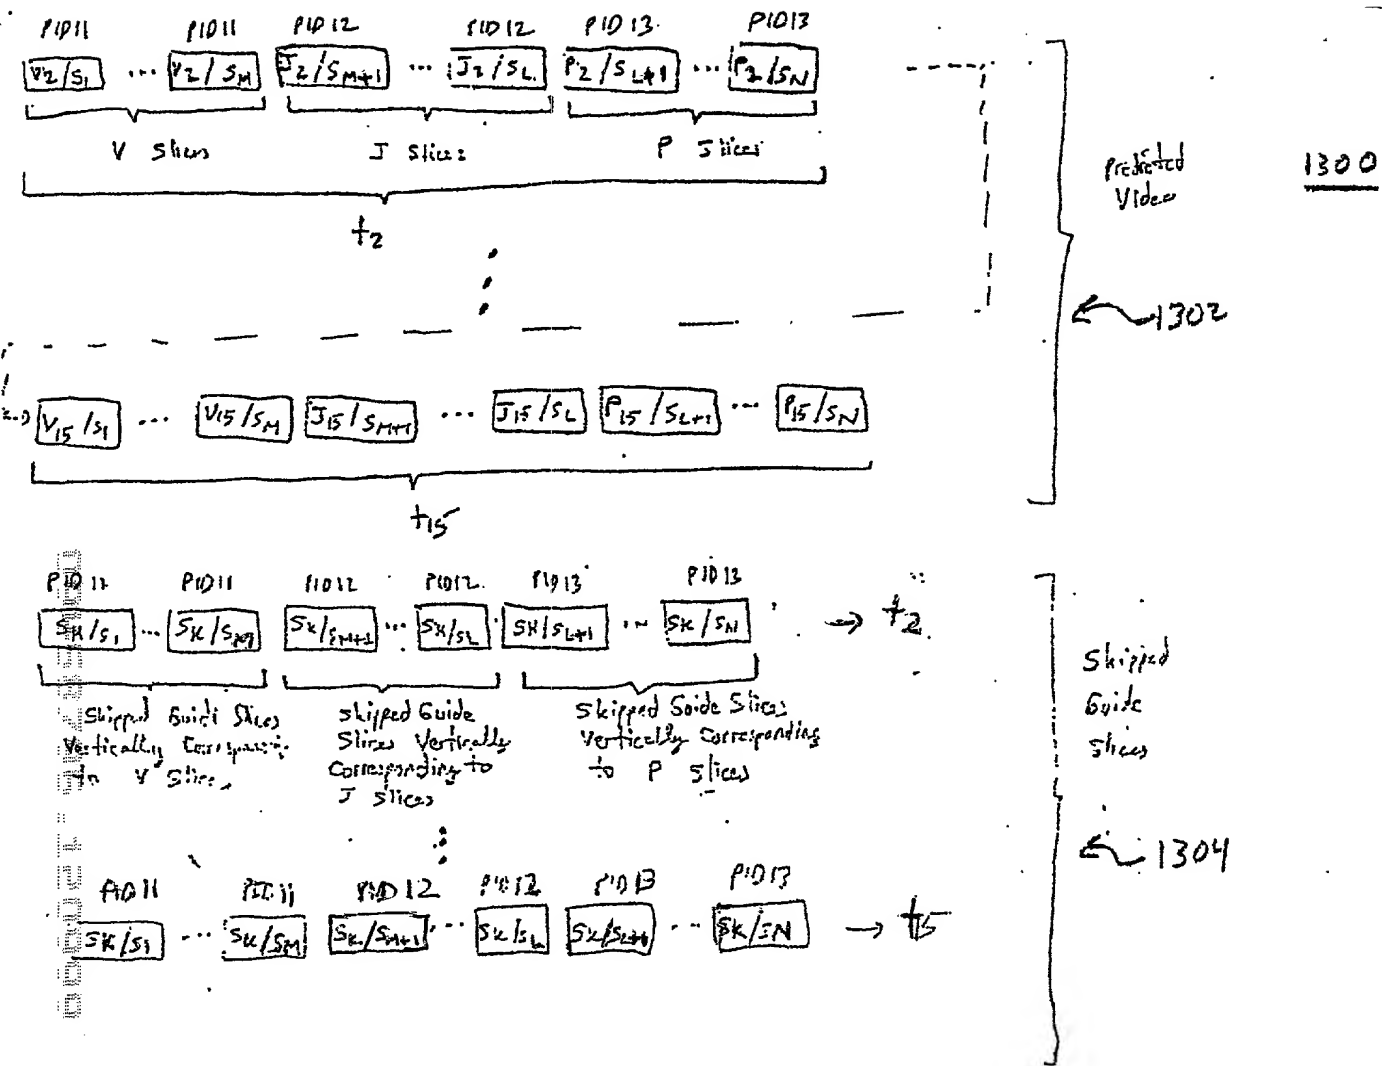 PID11 PID11 PID12 PID12 PID13 PID13
V2/S1 ... V2/SM J2/SM+1 ... J2/SL P2/SL+1 ... P2/SN
V Slices J Slices P Slices
t2
Predicted
Video
1300
1302
V15/S1 ... V15/SM J15/SM+1 ... J15/SL P15/SL+1 ... P15/SN
t15
PID11 PID11 PID12 PID12 PID13 PID13
SK/S1 ... SK/SM SK/SM+1 ... SK/SL SK/SL+1 ... SK/SN → t2
Skipped Guide Slices
Vertically Corresponding
to V Slices
Skipped Guide
Slices Vertically
Corresponding to
J Slices
Skipped Guide Slices
Vertically Corresponding
to P Slices
Skipped
Guide
Slices
1304
PID11 PID11 PID12 PID12 PID13 PID13
SK/S1 ... SK/SM SK/SM+1 ... SK/SL SK/SL+1 ... SK/SN → t15